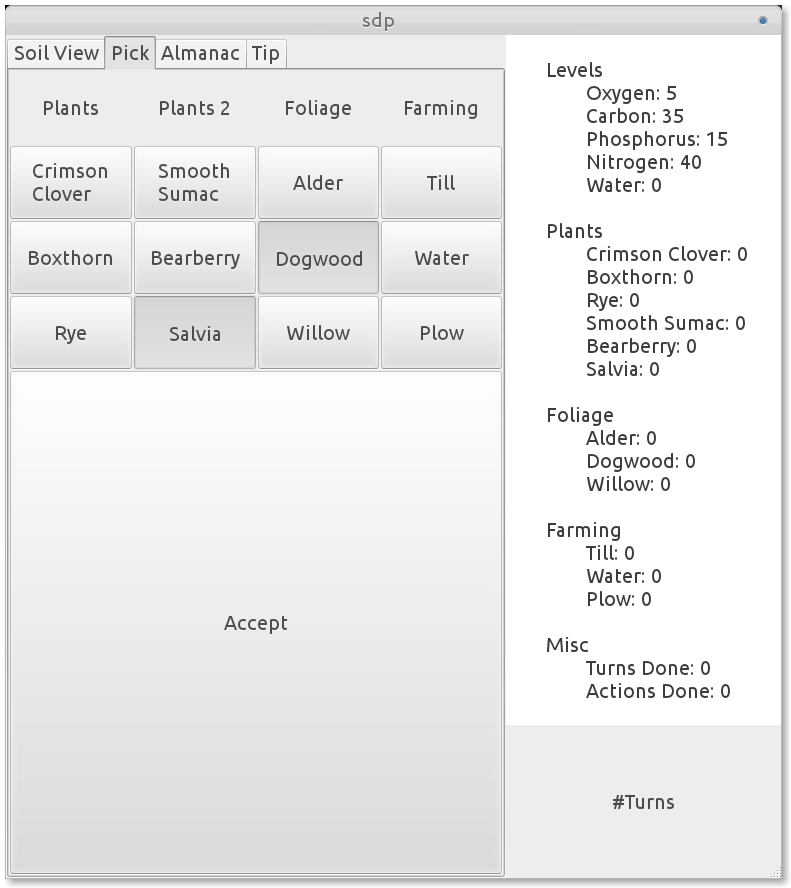 sdp
Soil View Pick Almanac Tip
Plants Plants 2 Foliage Farming
Crimson
Clover
Smooth
Sumac
Alder
Till
Boxthorn Bearberry Dogwood Water
Rye Salvia Willow Plow
Accept
Levels
Oxygen: 5
Carbon: 35
Phosphorus: 15
Nitrogen: 40
Water: 0
Plants
Crimson Clover: 0
Boxthorn: 0
Rye: 0
Smooth Sumac: 0
Bearberry: 0
Salvia: 0
Foliage
Alder: 0
Dogwood: 0
Willow: 0
Farming
Till: 0
Water: 0
Plow: 0
Misc
Turns Done: 0
Actions Done: 0
#Turns